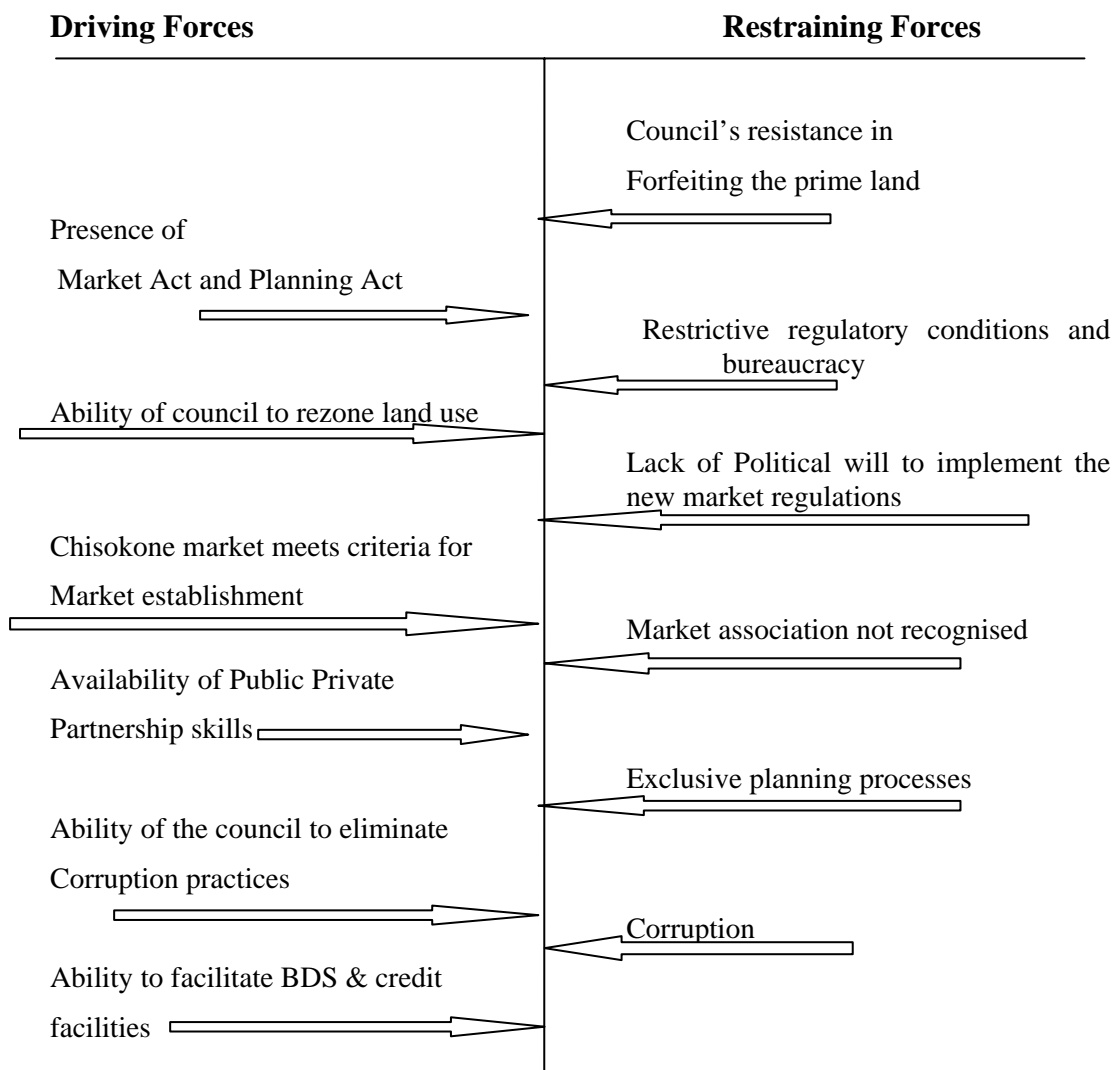 Driving Forces
Restraining Forces
Council’s resistance in
Forfeiting the prime land
Presence of
Market Act and Planning Act
Restrictive regulatory conditions and
bureaucracy
Ability of council to rezone land use
Lack of Political will to implement the
new market regulations
Chisokone market meets criteria for
Market establishment
Market association not recognised
Availability of Public Private
Partnership skills
Exclusive planning processes
Ability of the council to eliminate
Corruption practices
Corruption
Ability to facilitate BDS & credit
facilities